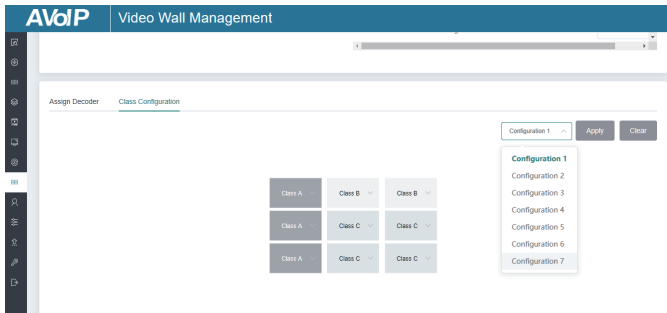 AVoIP Video Wall Management
Assign Decoder Class Configuration
Configuration 1 Apply Clear
Configuration 1
Configuration 2
Configuration 3
Configuration 4
Configuration 5
Configuration 6
Configuration 7
Class A Class B Class B
Class A Class C Class C
Class A Class C Class C